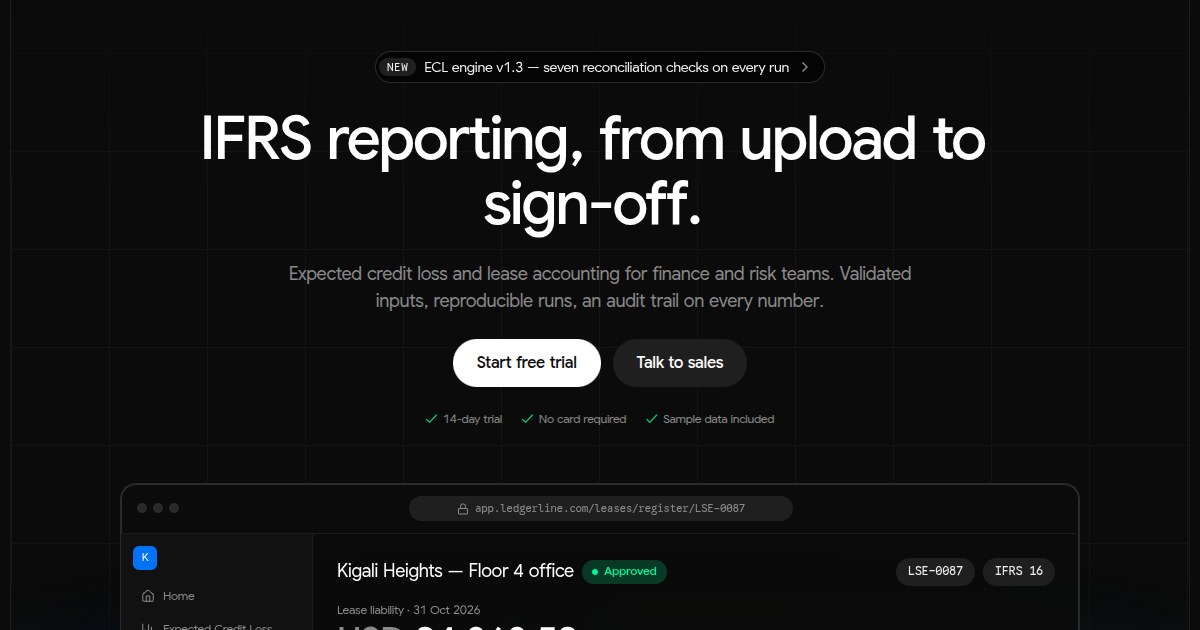 NEW ECL engine v1.3 — seven reconciliation checks on every run
IFRS reporting, from upload to
sign-off.
Expected credit loss and lease accounting for finance and risk teams. Validated
inputs, reproducible runs, an audit trail on every number.
Start free trial Talk to sales
14-day trial No card required Sample data included
app.ledgerline.com/leases/register/LSE-0087
K
Kigali Heights — Floor 4 office Approved LSE-0087 IFRS 16
Home
Lease liability · 31 Oct 2026
Expected Credit Loss